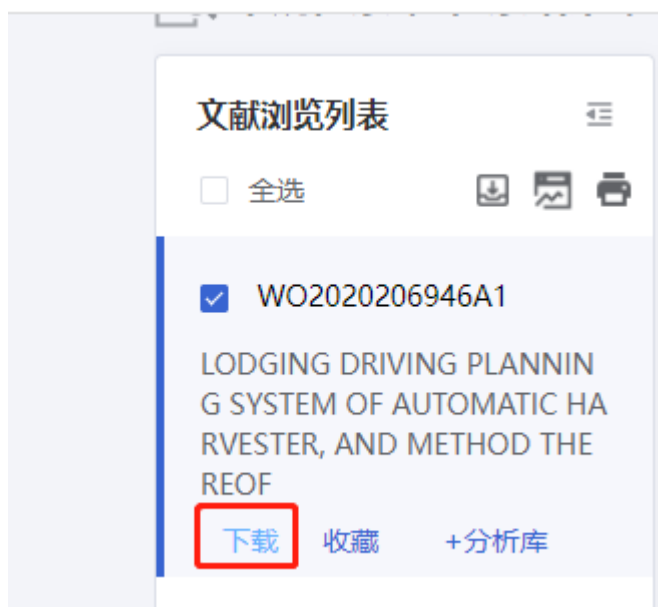 文献浏览列表
全选
WO2020206946A1
LODGING DRIVING PLANNIN
G SYSTEM OF AUTOMATIC HA
RVESTER, AND METHOD THE
REOF
下载 收藏 +分析库